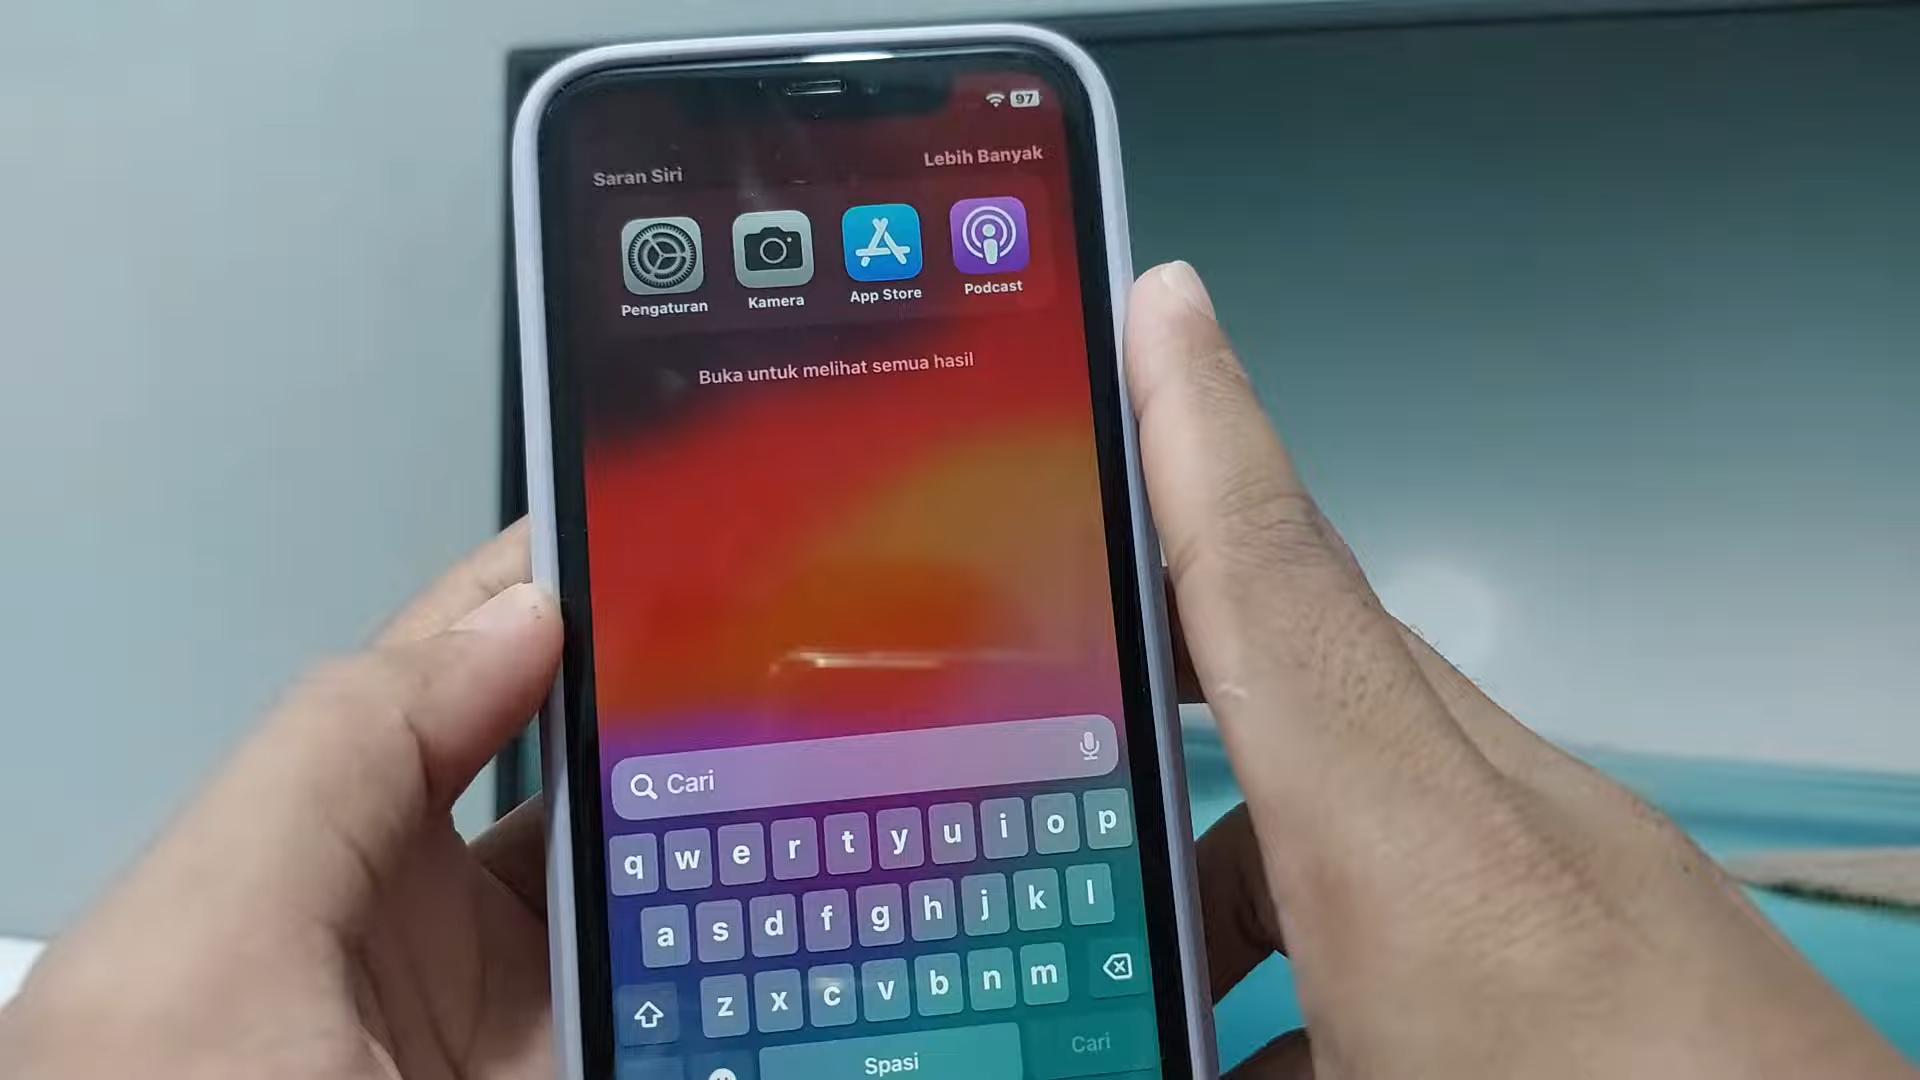 97
Saran Siri
Lebih Banyak
Pengaturan
Kamera
App Store
Podcast
Buka untuk melihat semua hasil
Cari
q w e r t y u i o p
a s d f g h j k l
z x c v b n m
Spasi
Cari